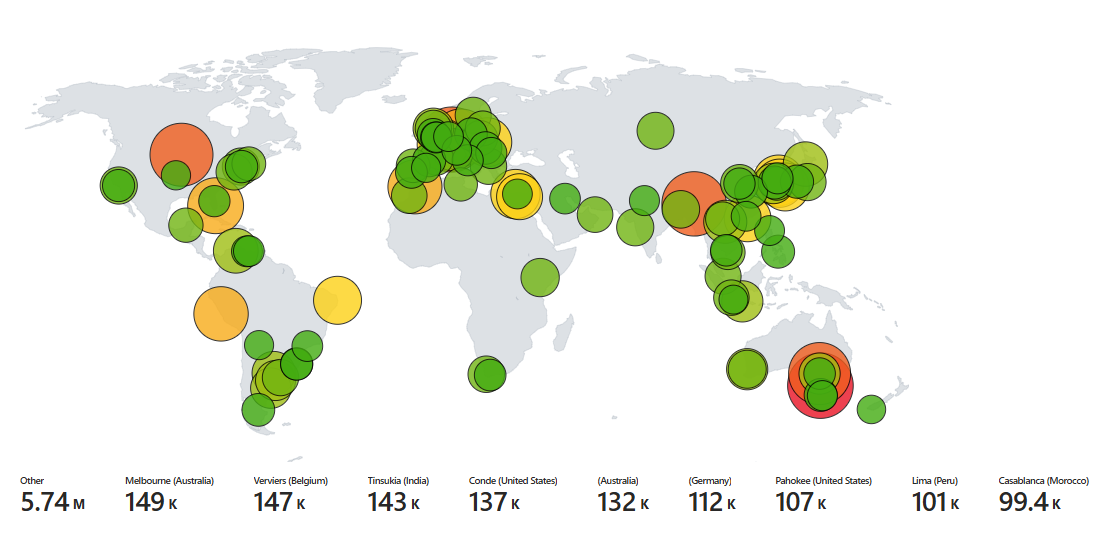 Other Melbourne (Australia) Verviers (Belgium) Tinsukia (India) Conde (United States) (Australia) (Germany) Pahokee (United States) Lima (Peru) Casablanca (Morocco)
5.74 M 149 K 147 K 143 K 137 K 132 K 112 K 107 K 101 K 99.4 K